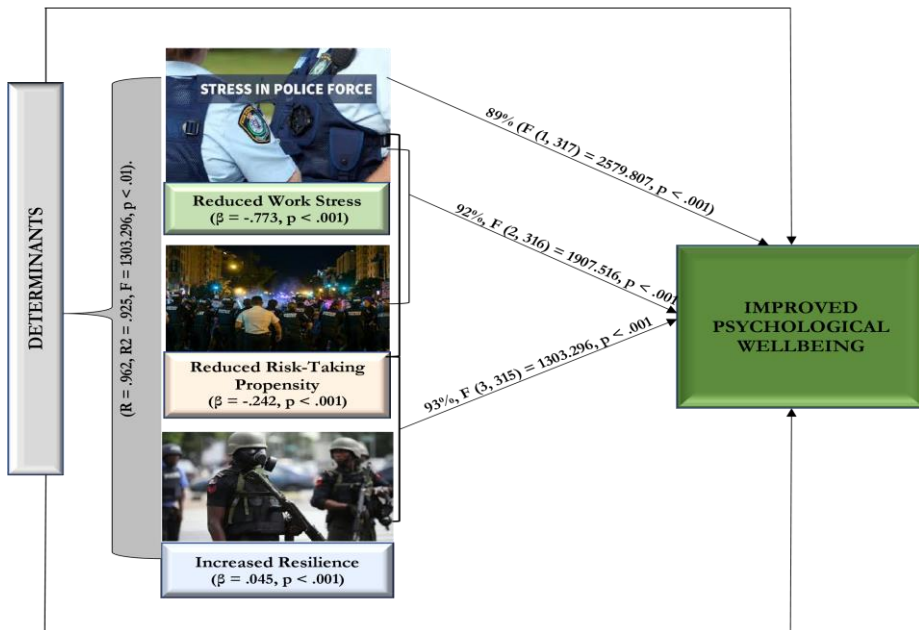 DETERMINANTS
(R = .962, R2 = .925, F = 1303.296, p < .01).
STRESS IN POLICE FORCE
Reduced Work Stress
(β = -.773, p < .001)
Reduced Risk-Taking
Propensity
(β = -.242, p < .001)
Increased Resilience
(β = .045, p < .001)
89% (F (1, 317) = 2579.807, p < .001)
92%, F (2, 316) = 1907.516, p < .001
93%, F (3, 315) = 1303.296, p < .001
IMPROVED
PSYCHOLOGICAL
WELLBEING